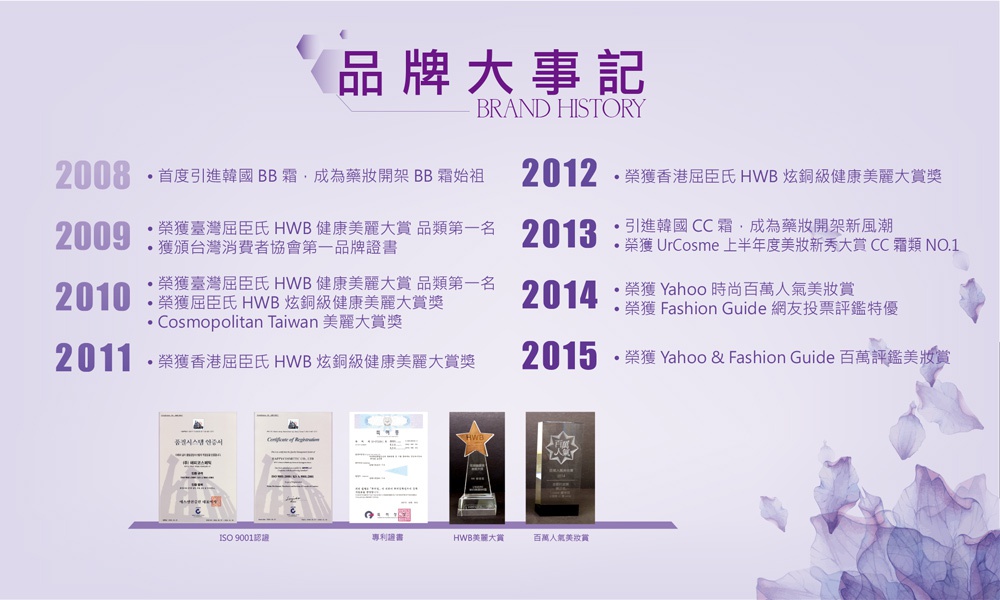 品牌大事記
BRAND HISTORY
2008
• 首度引進韓國 BB 霜，成為藥妝開架 BB 霜始祖
2009
• 榮獲臺灣屈臣氏 HWB 健康美麗大賞 品類第一名
• 獲頒台灣消費者協會第一品牌證書
2010
• 榮獲臺灣屈臣氏 HWB 健康美麗大賞 品類第一名
• 榮獲屈臣氏 HWB 炫銅級健康美麗大賞獎
• Cosmopolitan Taiwan 美麗大賞獎
2011
• 榮獲香港屈臣氏 HWB 炫銅級健康美麗大賞獎
2012
• 榮獲香港屈臣氏 HWB 炫銅級健康美麗大賞獎
2013
• 引進韓國 CC 霜，成為藥妝開架新風潮
• 榮獲 UrCosme 上半年度美妝新秀大賞 CC 霜類 NO.1
2014
• 榮獲 Yahoo 時尚百萬人氣美妝賞
• 榮獲 Fashion Guide 網友投票評鑑特優
2015
• 榮獲 Yahoo & Fashion Guide 百萬評鑑美妝賞
품질시스템 인증서
Certificate of Registration
특허증
HWB
ISO 9001認證
專利證書
HWB美麗大賞
百萬人氣美妝賞